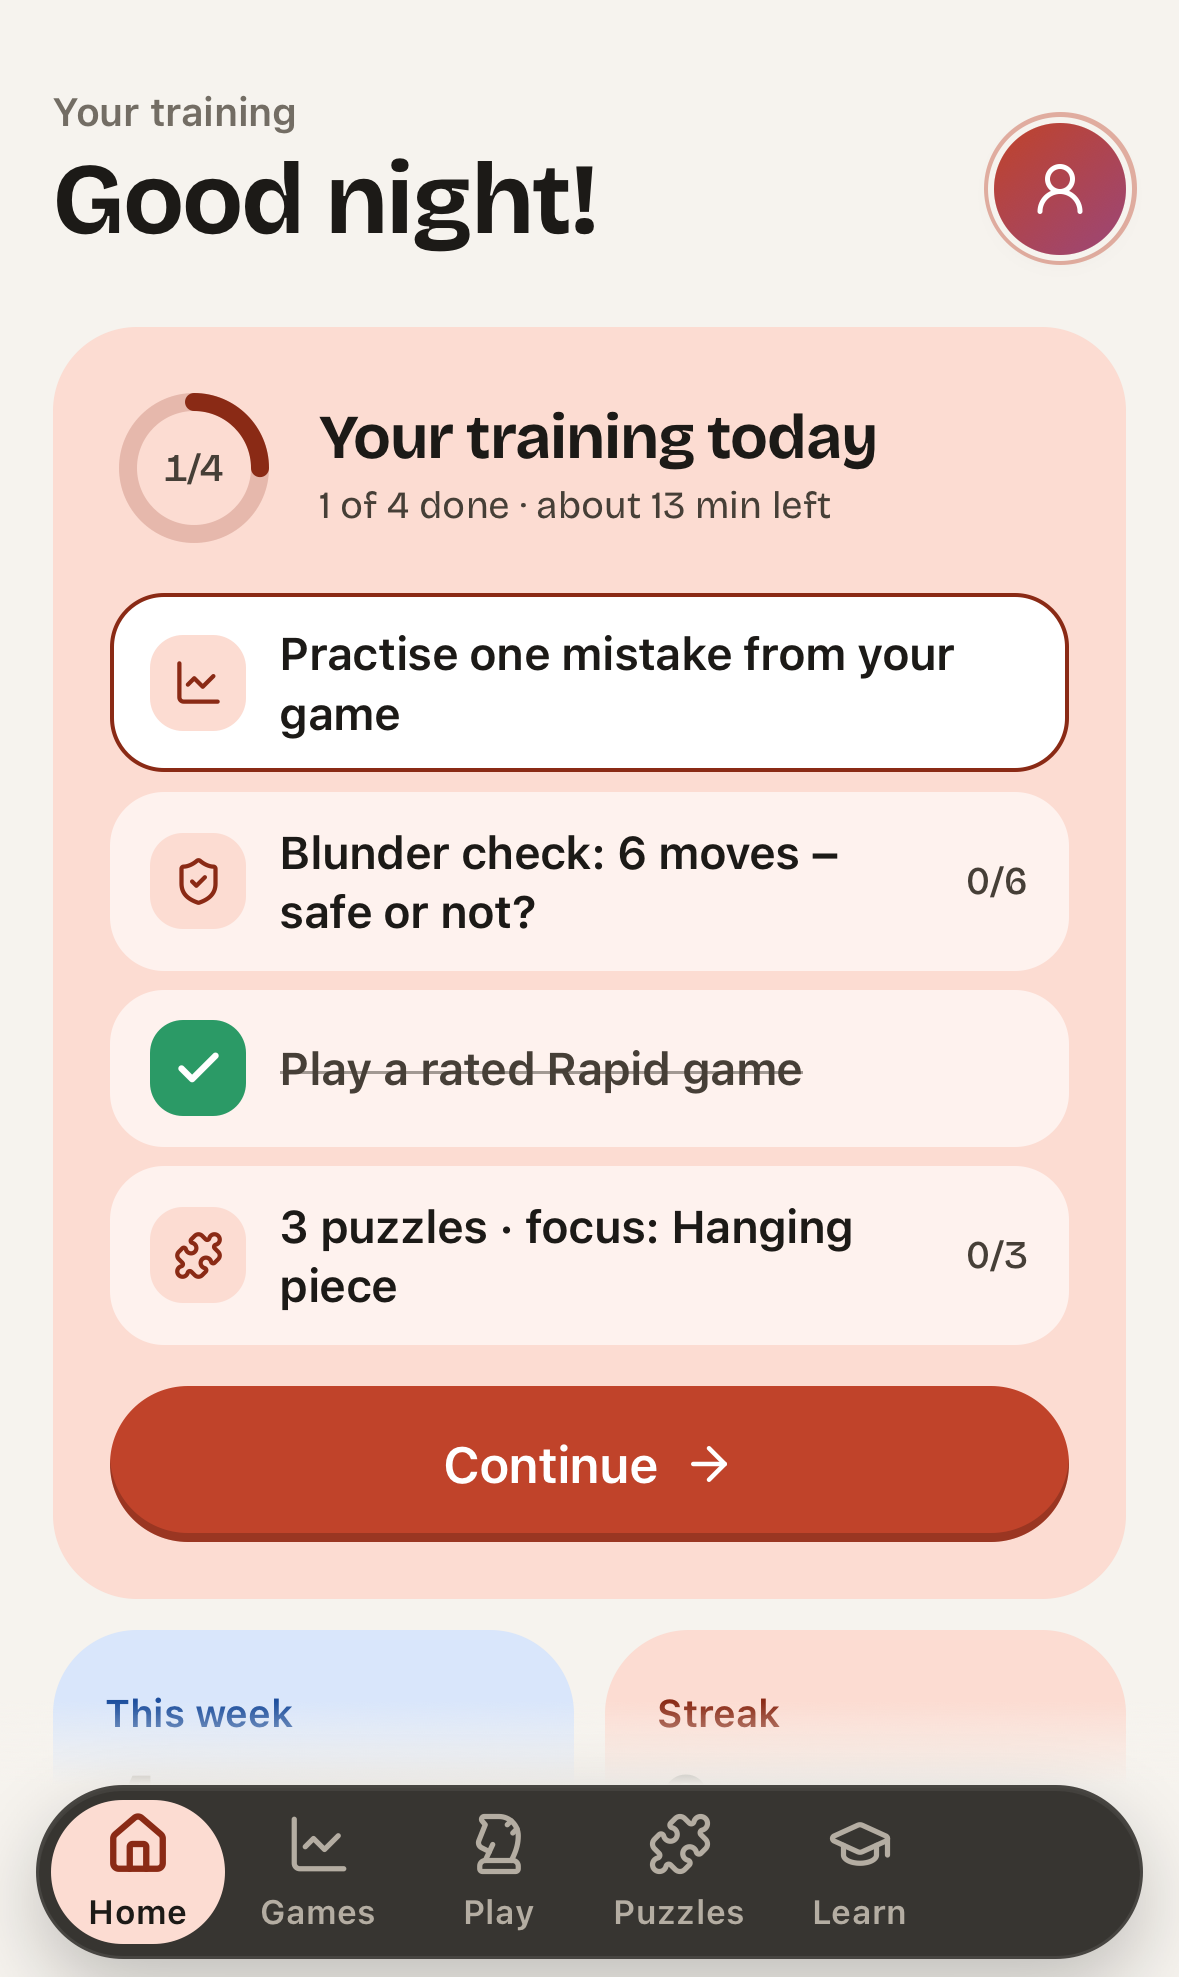 Your training
Good night!
1/4
Your training today
1 of 4 done · about 13 min left
Practise one mistake from your
game
Blunder check: 6 moves –
safe or not?
0/6
Play a rated Rapid game
3 puzzles · focus: Hanging
piece
0/3
Continue
This week
Streak
Home
Games
Play
Puzzles
Learn